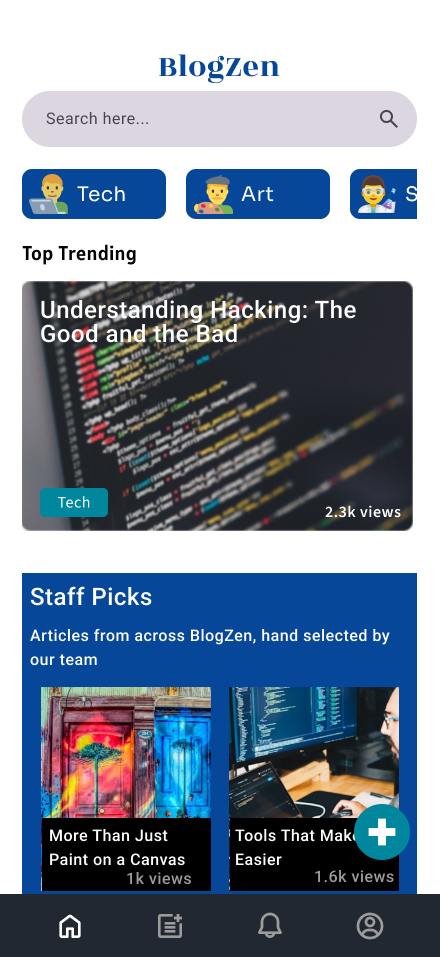 BlogZen
Search here...
Tech
Art
S
Top Trending
Understanding Hacking: The
Good and the Bad
Tech
2.3k views
Staff Picks
Articles from across BlogZen, hand selected by
our team
More Than Just
Paint on a Canvas
1k views
Tools That Make
Easier
1.6k views